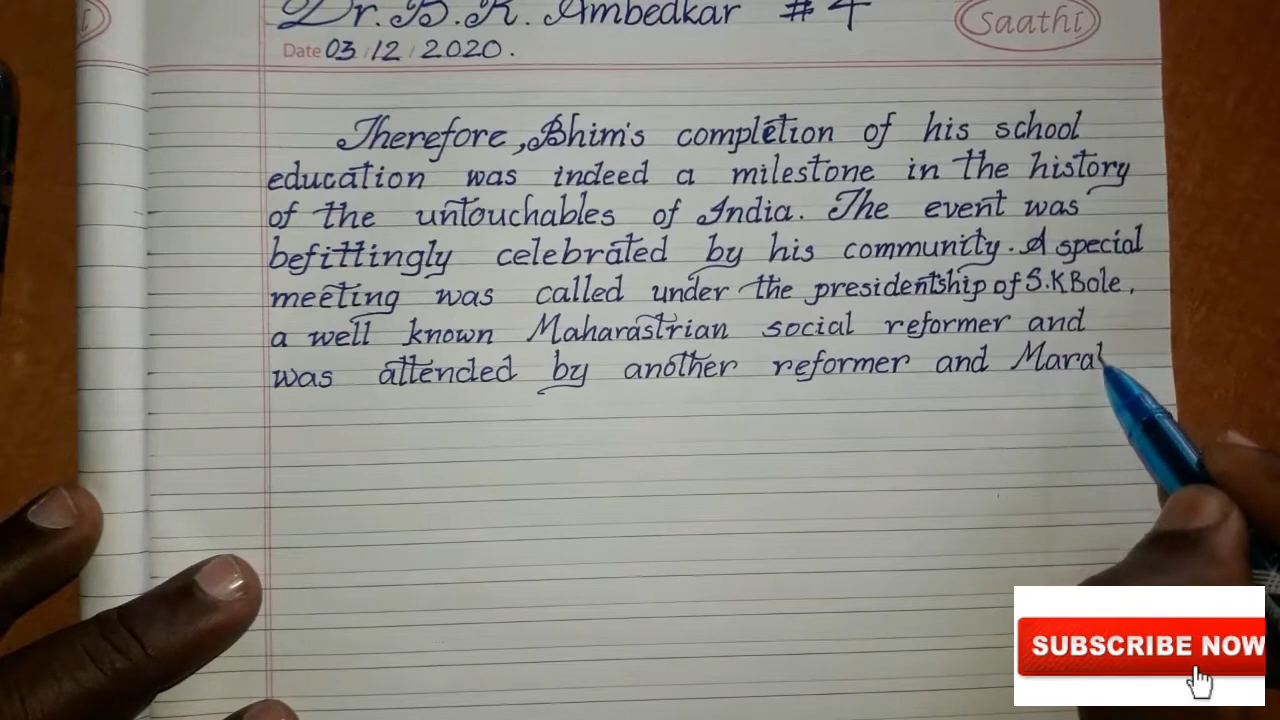 Dr. B. R. Ambedkar #4
Saathi
Date 03/12/2020.
Therefore, Bhim's completion of his school
education was indeed a milestone in the history
of the untouchables of India. The event was
befittingly celebrated by his community. A special
meeting was called under the presidentship of S.K Bole,
a well known Maharastrian social reformer and
was attended by another reformer and Mara
SUBSCRIBE NOW